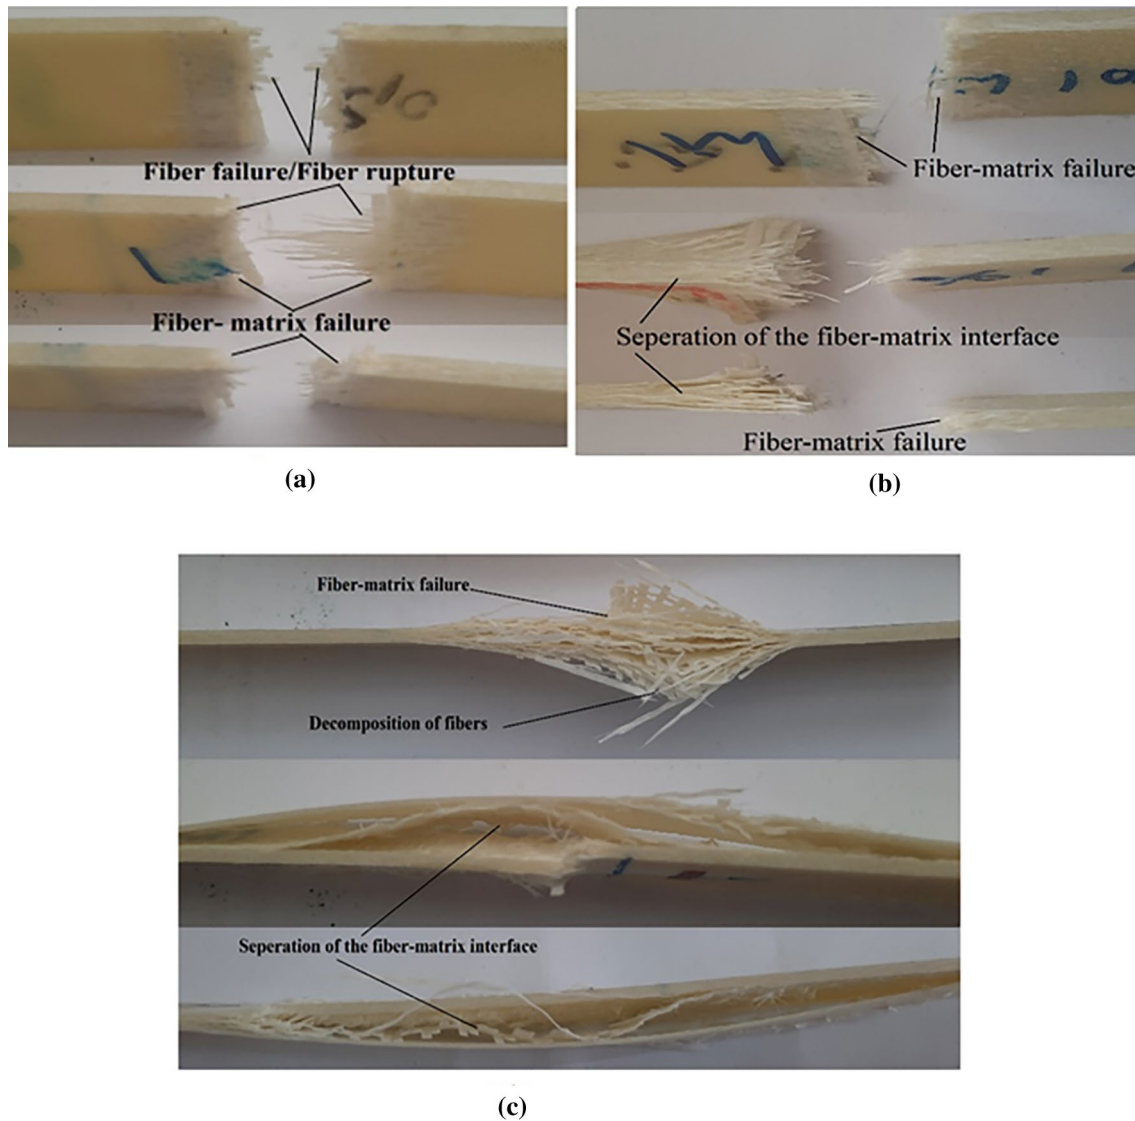 Fiber failure/Fiber rupture
Fiber- matrix failure
(a)
Fiber-matrix failure
Seperation of the fiber-matrix interface
Fiber-matrix failure
(b)
Fiber-matrix failure
Decomposition of fibers
Seperation of the fiber-matrix interface
(c)